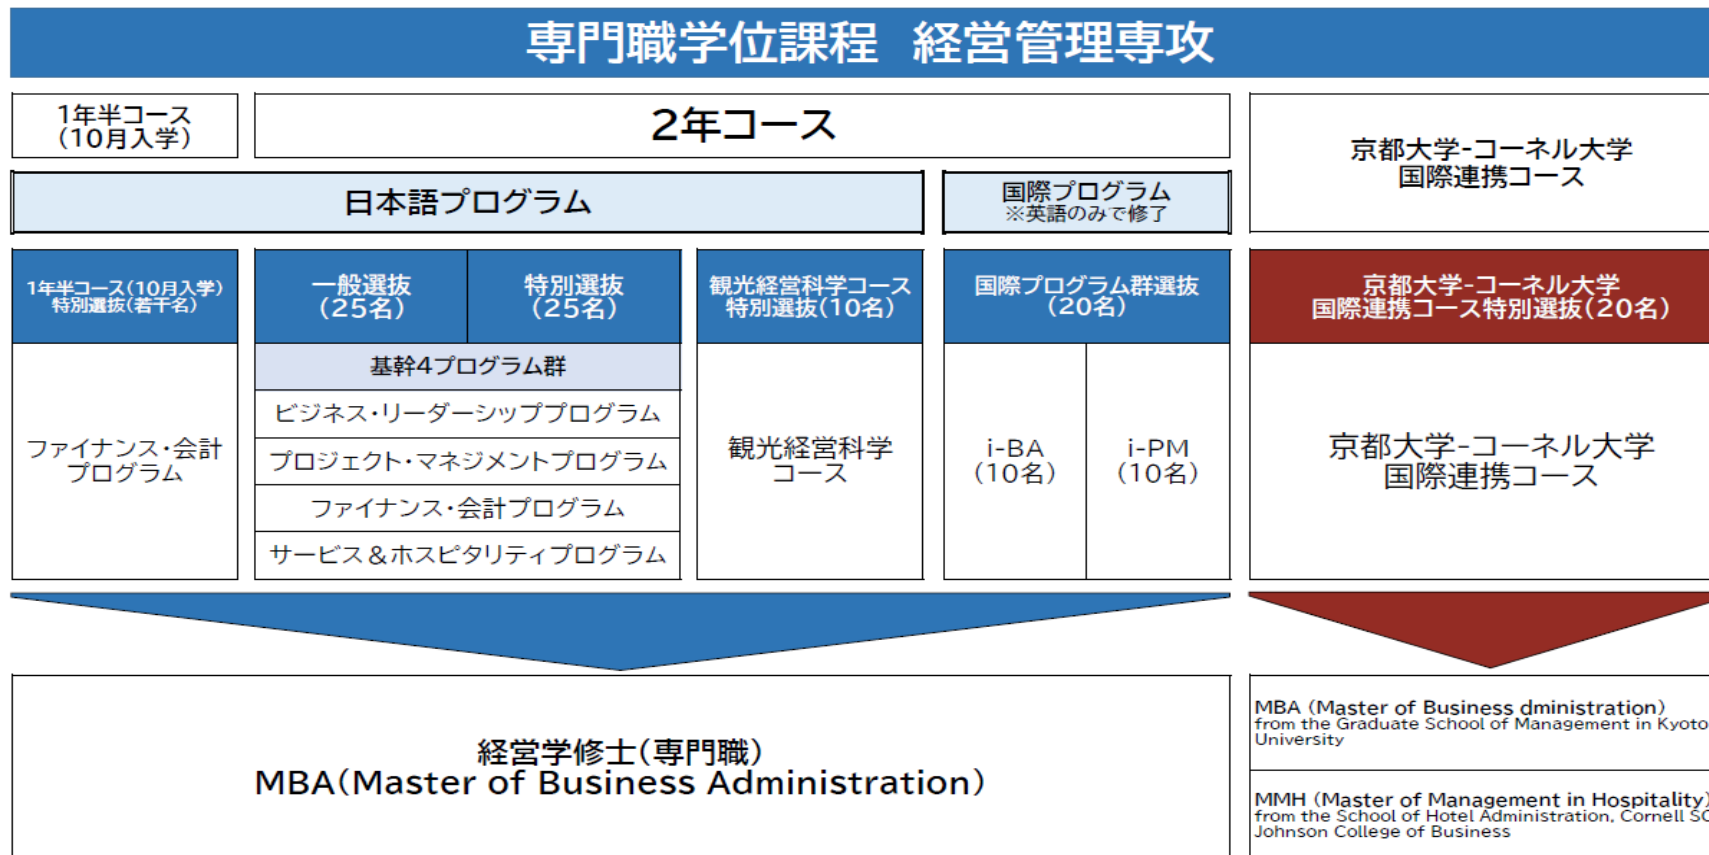 専門職学位課程 経営管理専攻
1年半コース
(10月入学)
2年コース
京都大学-コーネル大学
国際連携コース
日本語プログラム
国際プログラム
※英語のみで修了
1年半コース(10月入学)
特別選抜(若干名)
一般選抜
(25名)
特別選抜
(25名)
観光経営科学コース
特別選抜(10名)
国際プログラム群選抜
(20名)
京都大学-コーネル大学
国際連携コース特別選抜(20名)
ファイナンス・会計
プログラム
基幹4プログラム群
ビジネス・リーダーシッププログラム
プロジェクト・マネジメントプログラム
ファイナンス・会計プログラム
サービス&ホスピタリティプログラム
観光経営科学
コース
i-BA
(10名)
i-PM
(10名)
京都大学-コーネル大学
国際連携コース
経営学修士(専門職)
MBA(Master of Business Administration)
MBA (Master of Business dministration)
from the Graduate School of Management in Kyoto
University
MMH (Master of Management in Hospitality)
from the School of Hotel Administration, Cornell SC
Johnson College of Business